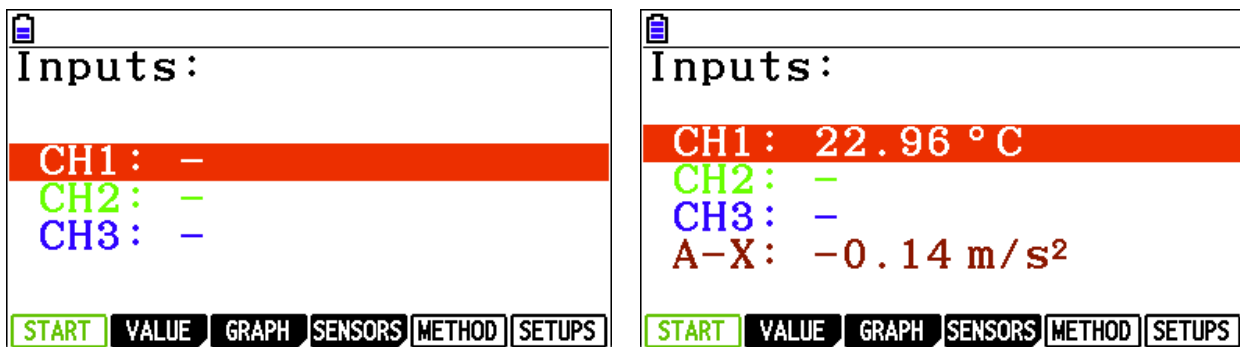 Inputs:
CH1: –
CH2: –
CH3: –
START VALUE GRAPH SENSORS METHOD SETUPS
Inputs:
CH1: 22.96 °C
CH2: –
CH3: –
A–X: –0.14 m/s²
START VALUE GRAPH SENSORS METHOD SETUPS